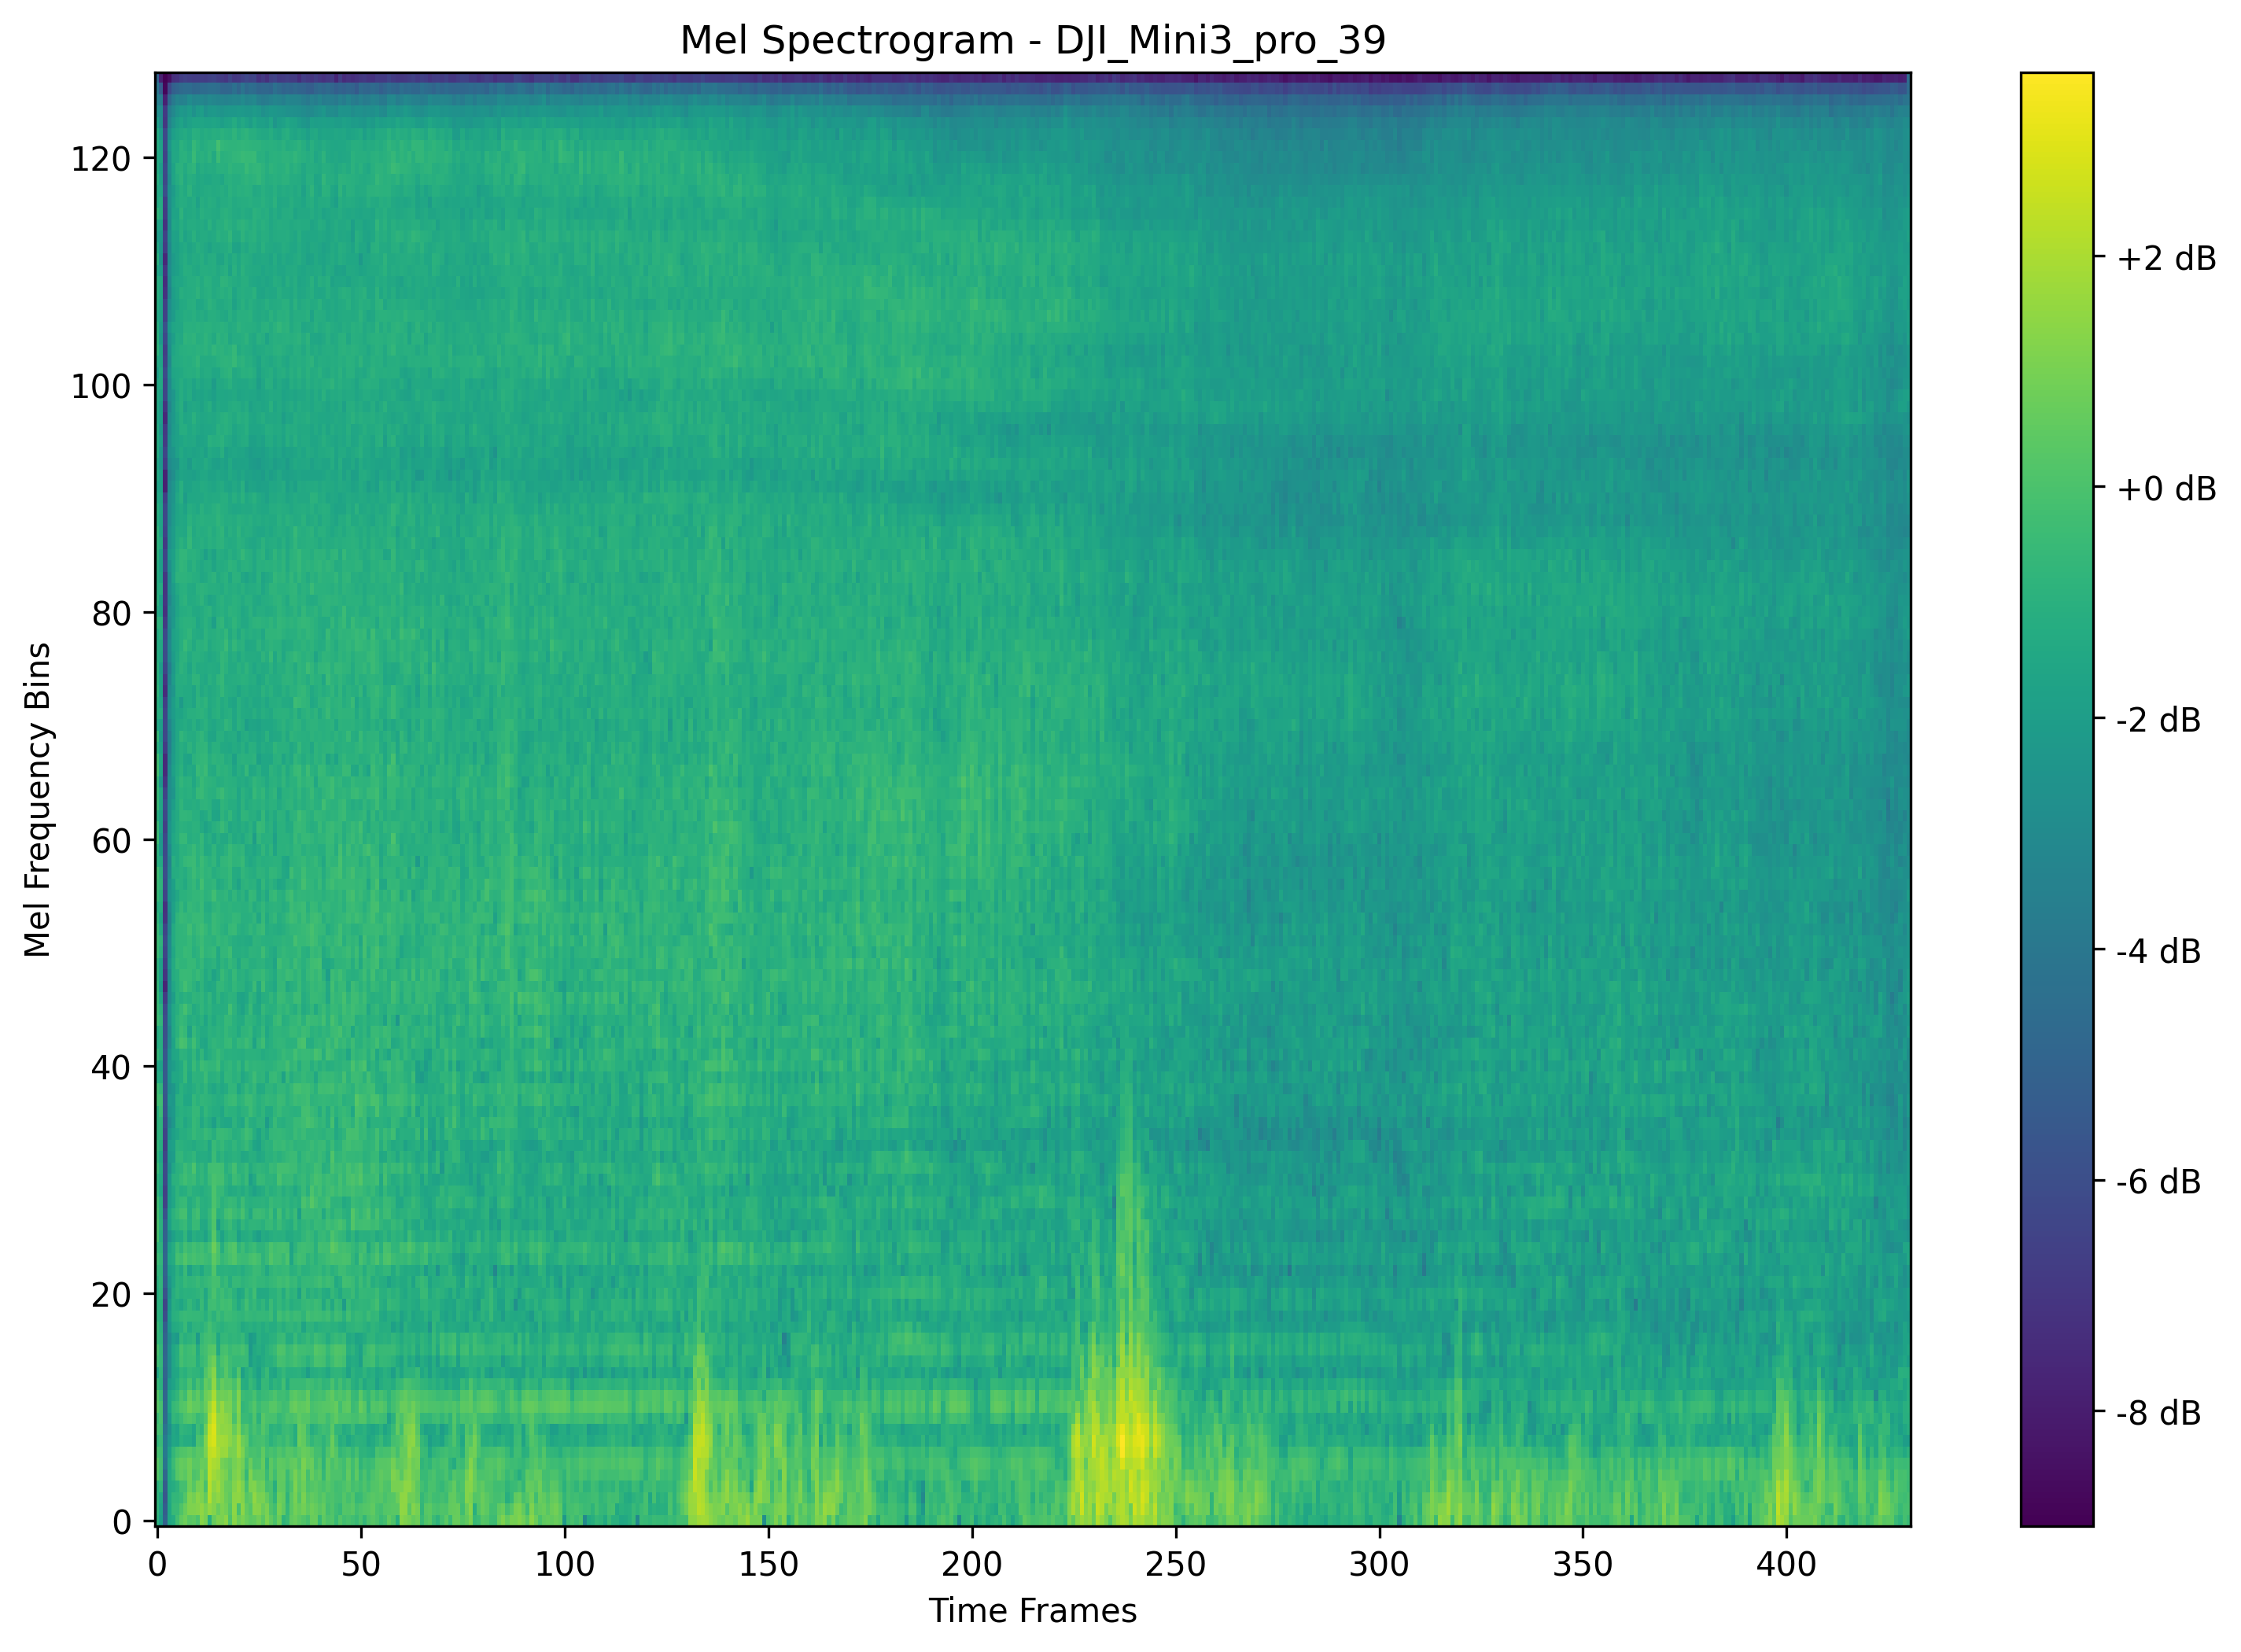 Mel Spectrogram - DJI_Mini3_pro_39
Mel Frequency Bins
120
100
80
60
40
20
0
0 50 100 150 200 250 300 350 400
Time Frames
+2 dB
+0 dB
-2 dB
-4 dB
-6 dB
-8 dB